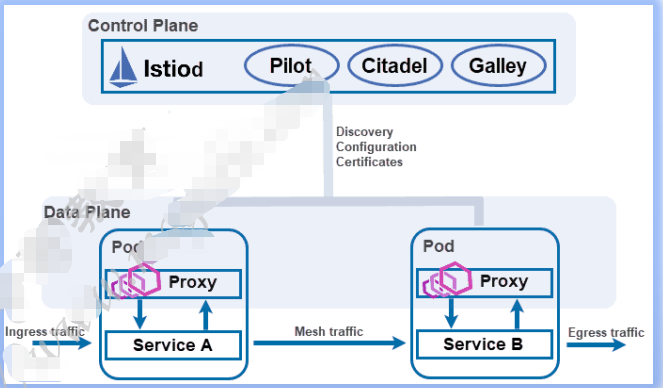 Control Plane
Istiod
Pilot
Citadel
Galley
Discovery
Configuration
Certificates
Data Plane
Pod
Proxy
Service A
Pod
Proxy
Service B
Ingress traffic
Mesh traffic
Egress traffic